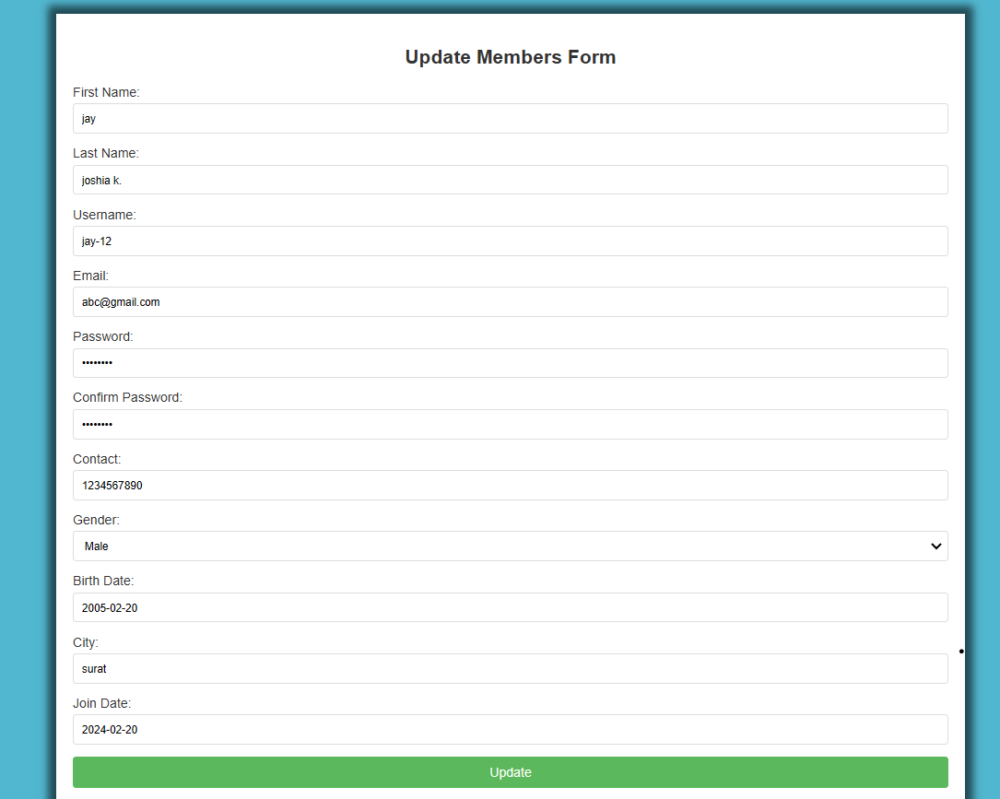 Update Members Form
First Name:
jay
Last Name:
joshia k.
Username:
jay-12
Email:
abc@gmail.com
Password:
••••••••
Confirm Password:
••••••••
Contact:
1234567890
Gender:
Male
Birth Date:
2005-02-20
City:
surat
Join Date:
2024-02-20
Update